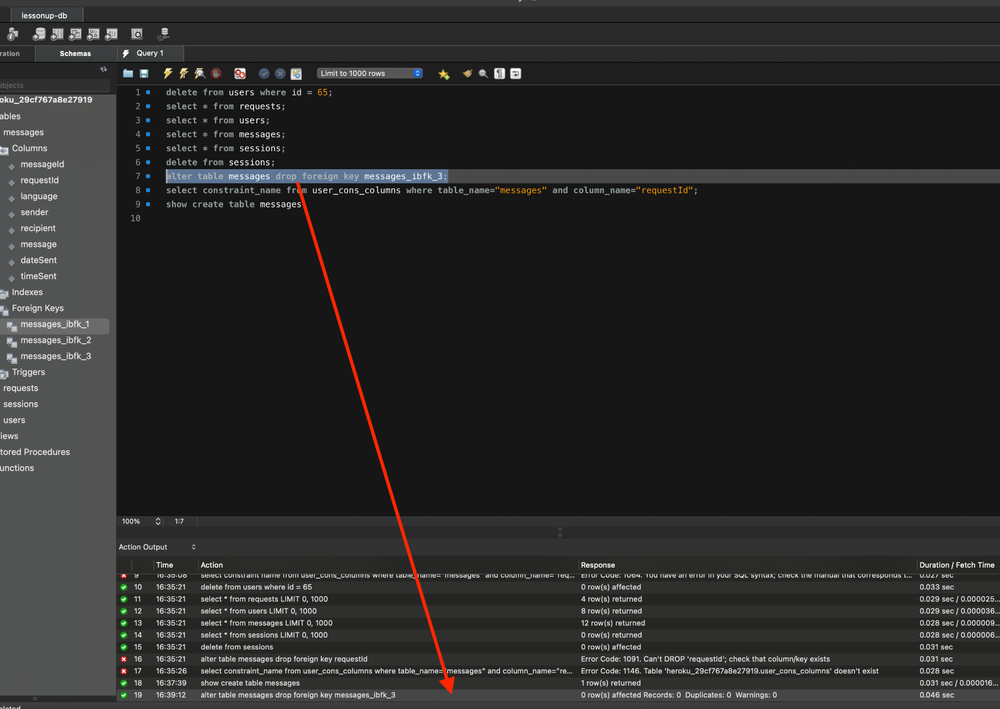 lessonup-db
ration
Schemas
Query 1
Limit to 1000 rows
objects
oku_29cf767a8e27919
ables
messages
Columns
messageId
requestId
language
sender
recipient
message
dateSent
timeSent
Indexes
Foreign Keys
messages_ibfk_1
messages_ibfk_2
messages_ibfk_3
Triggers
requests
sessions
users
iews
tored Procedures
unctions
1 delete from users where id = 65;
2 select * from requests;
3 select * from users;
4 select * from messages;
5 select * from sessions;
6 delete from sessions;
7 alter table messages drop foreign key messages_ibfk_3;
8 select constraint_name from user_cons_columns where table_name="messages" and column_name="requestId";
9 show create table messages
10
100% 1:7
Action Output
Time Action Response Duration / Fetch Time
9 16:35:08 select constraint name from user_cons_columns where table_name="messages" and column_name="req... Error Code: 1064. You have an error in your SQL syntax; check the manual that corresponds t... 0.027 sec
10 16:35:21 delete from users where id = 65 0 row(s) affected 0.033 sec
11 16:35:21 select * from requests LIMIT 0, 1000 4 row(s) returned 0.029 sec / 0.000025...
12 16:35:21 select * from users LIMIT 0, 1000 8 row(s) returned 0.029 sec / 0.000036...
13 16:35:21 select * from messages LIMIT 0, 1000 12 row(s) returned 0.028 sec / 0.000009...
14 16:35:21 select * from sessions LIMIT 0, 1000 0 row(s) returned 0.028 sec / 0.000006...
15 16:35:21 delete from sessions 0 row(s) affected 0.031 sec
16 16:35:21 alter table messages drop foreign key requestId Error Code: 1091. Can't DROP 'requestId'; check that column/key exists 0.031 sec
17 16:35:26 select constraint_name from user_cons_columns where table_name="messages" and column_name="re... Error Code: 1146. Table 'heroku_29cf767a8e27919.user_cons_columns' doesn't exist 0.028 sec
18 16:37:39 show create table messages 1 row(s) returned 0.031 sec / 0.000016...
19 16:39:12 alter table messages drop foreign key messages_ibfk_3 0 row(s) affected Records: 0 Duplicates: 0 Warnings: 0 0.046 sec